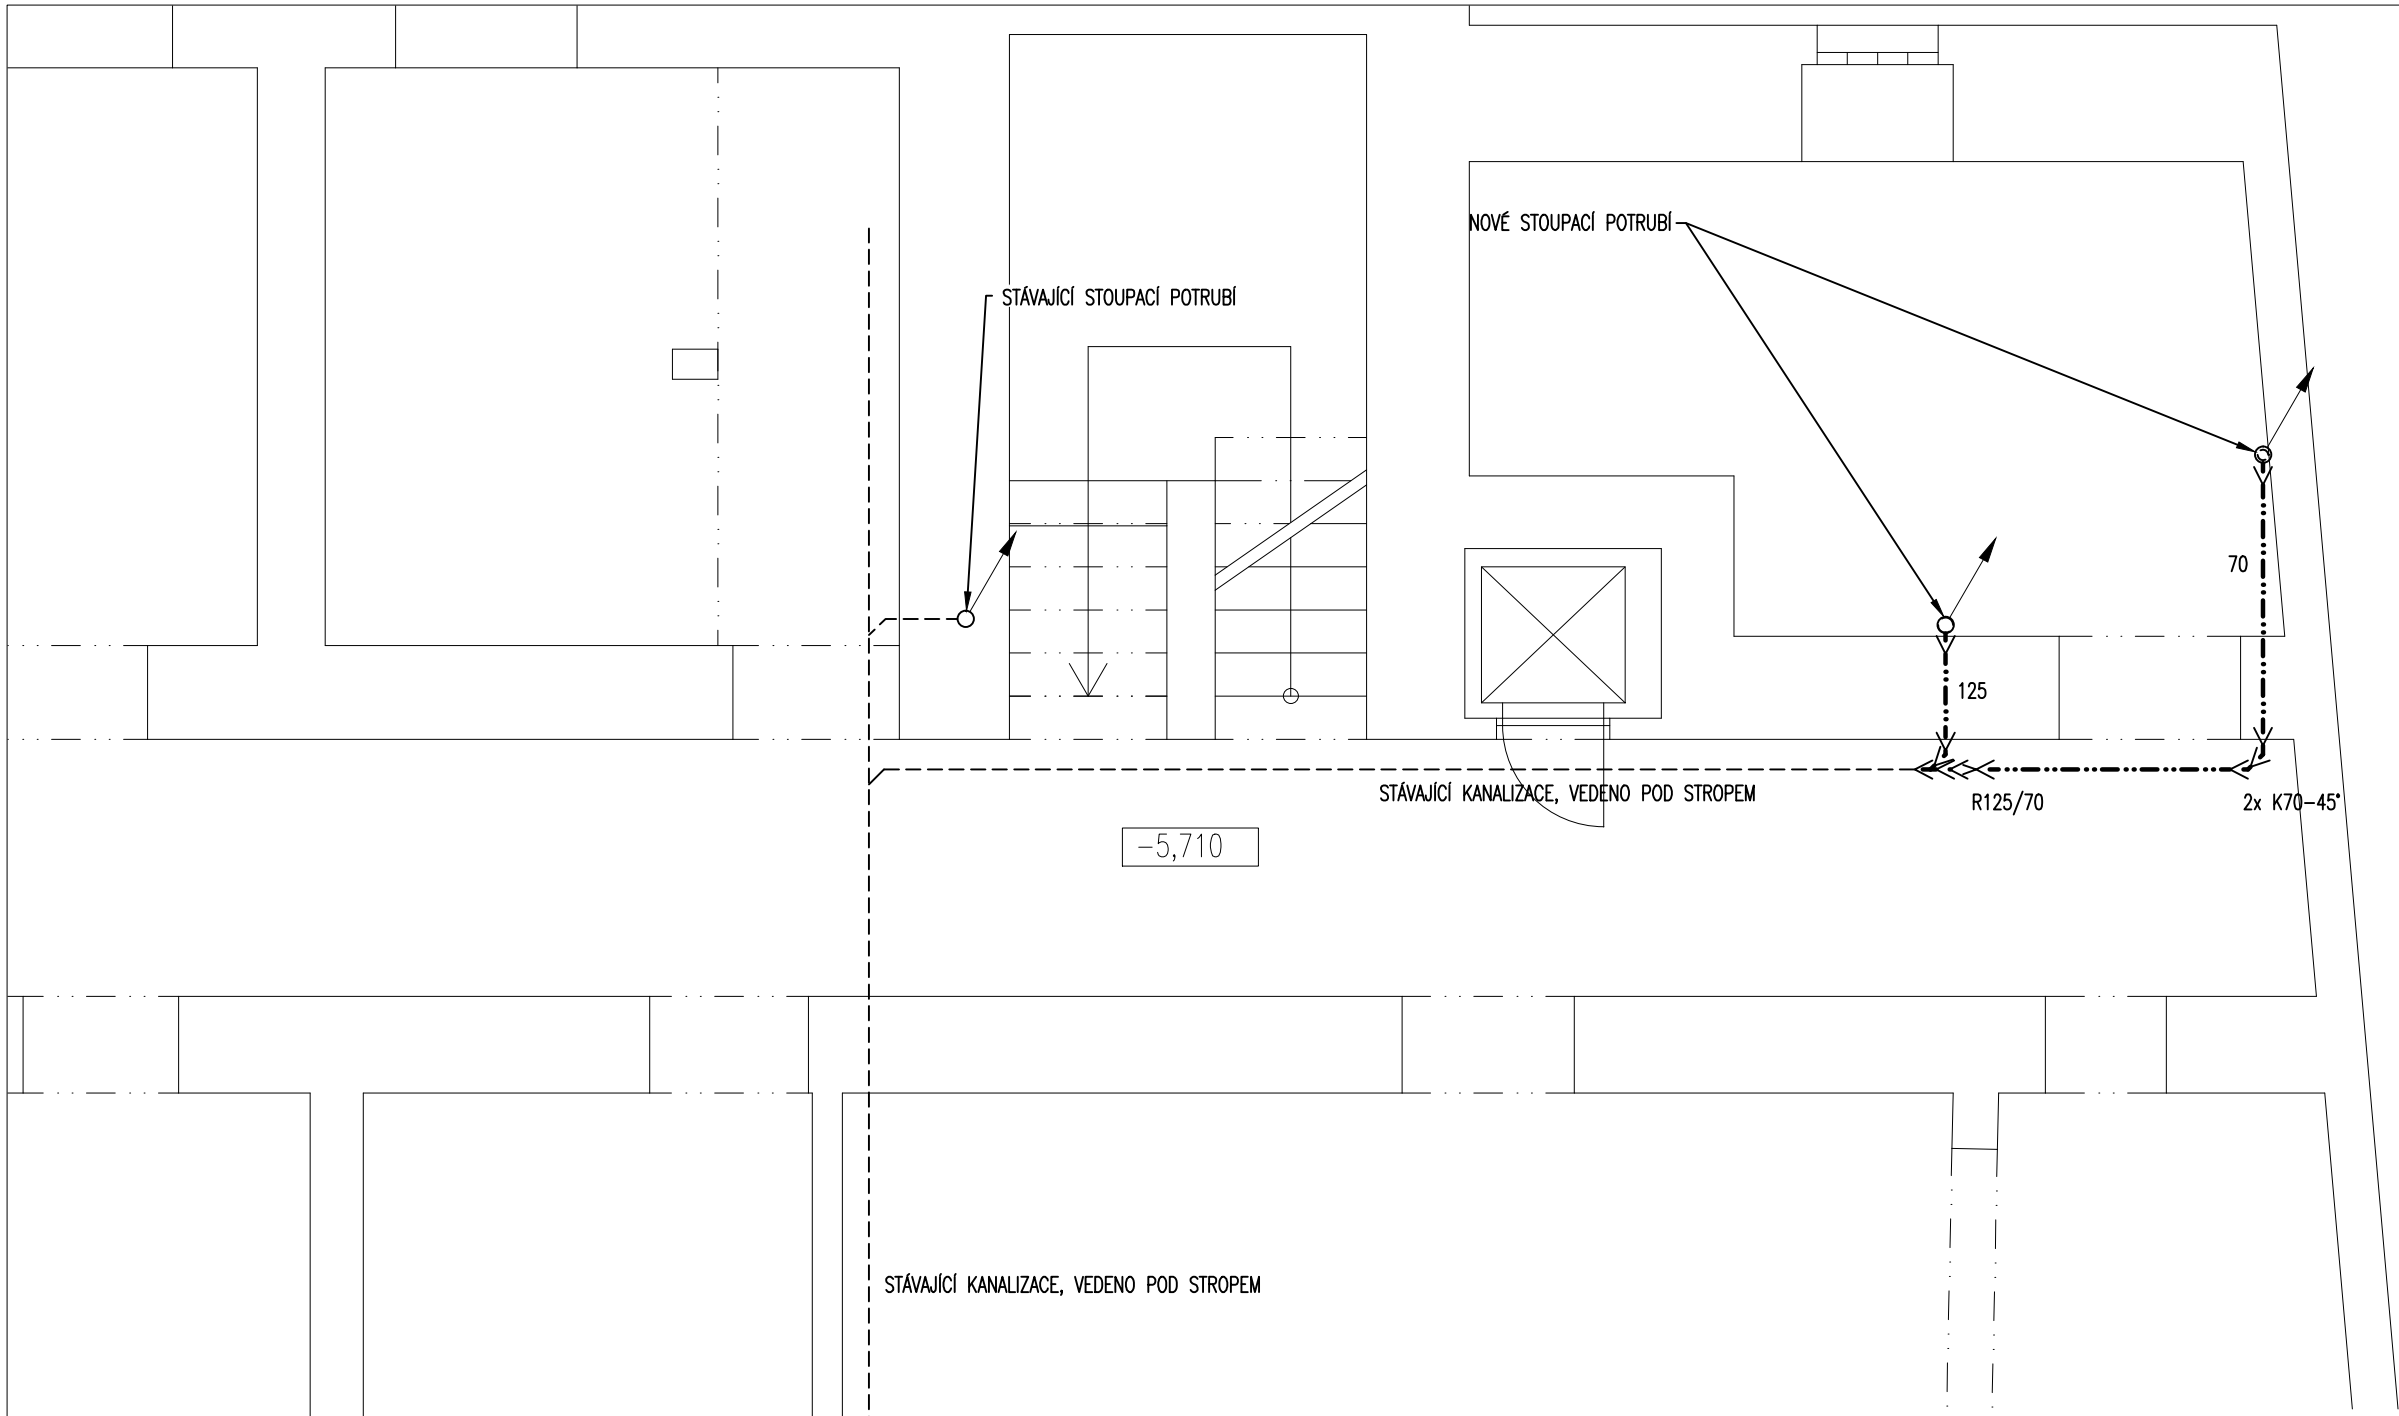 NOVÉ STOUPACÍ POTRUBÍ
STÁVAJÍCÍ STOUPACÍ POTRUBÍ
70
125
STÁVAJÍCÍ KANALIZACE, VEDENO POD STROPEM
R125/70
2x K70-45°
-5,710
STÁVAJÍCÍ KANALIZACE, VEDENO POD STROPEM